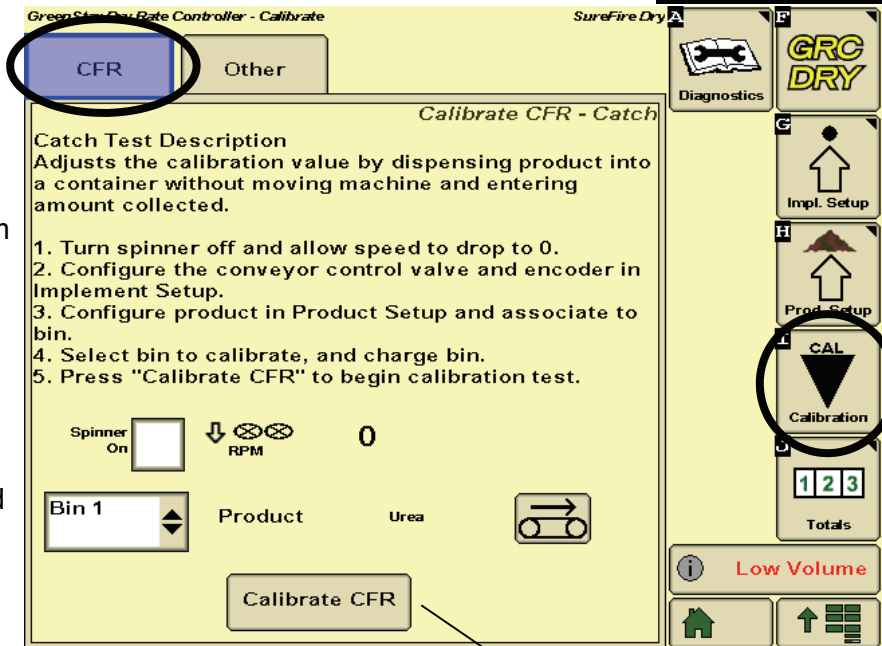 GreenStar Dry Rate Controller - Calibrate
SureFire Dry
CFR
Other
Calibrate CFR - Catch
Catch Test Description
Adjusts the calibration value by dispensing product into
a container without moving machine and entering
amount collected.
1. Turn spinner off and allow speed to drop to 0.
2. Configure the conveyor control valve and encoder in
Implement Setup.
3. Configure product in Product Setup and associate to
bin.
4. Select bin to calibrate, and charge bin.
5. Press "Calibrate CFR" to begin calibration test.
Spinner
On
RPM
0
Bin 1
Product
Urea
Calibrate CFR
A
Diagnostics
F
GRC
DRY
G
Impl. Setup
H
Prod. Setup
I
CAL
Calibration
J
1 2 3
Totals
Low Volume